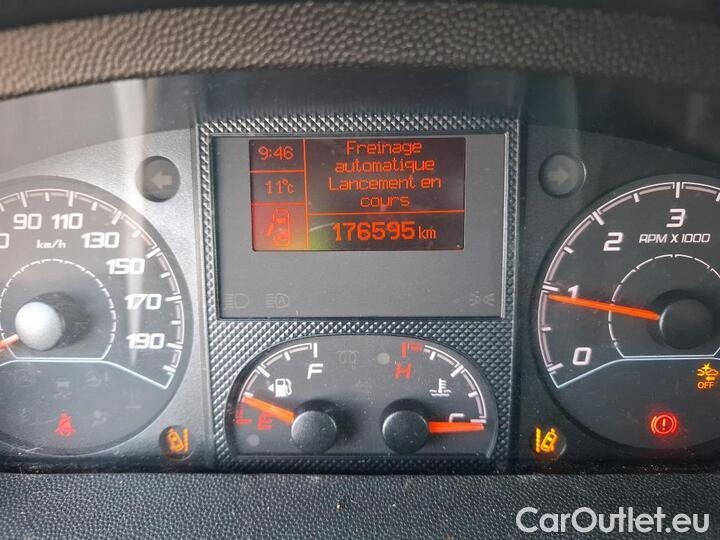 9:46
Freinage
automatique
Lancement en
cours
11°c
176595 km
90 110
130
150
170
190
km/h
3
2
1
0
RPM X 1000
F
E
H
C
OFF
CarOutlet.eu